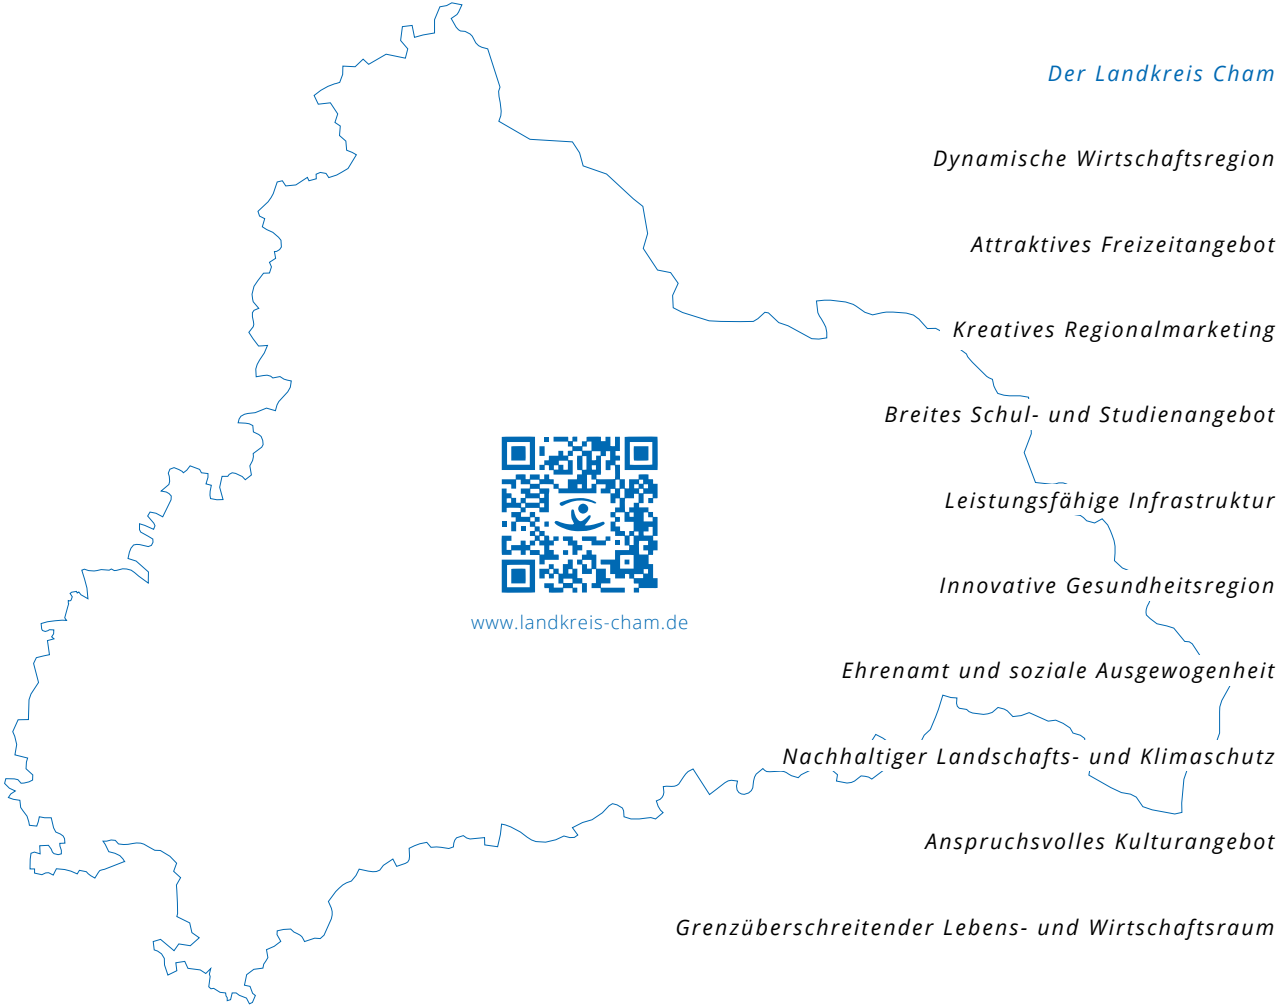 Der Landkreis Cham
Dynamische Wirtschaftsregion
Attraktives Freizeitangebot
Kreatives Regionalmarketing
Breites Schul- und Studienangebot
Leistungsfähige Infrastruktur
Innovative Gesundheitsregion
www.landkreis-cham.de
Ehrenamt und soziale Ausgewogenheit
Nachhaltiger Landschafts- und Klimaschutz
Anspruchsvolles Kulturangebot
Grenzüberschreitender Lebens- und Wirtschaftsraum